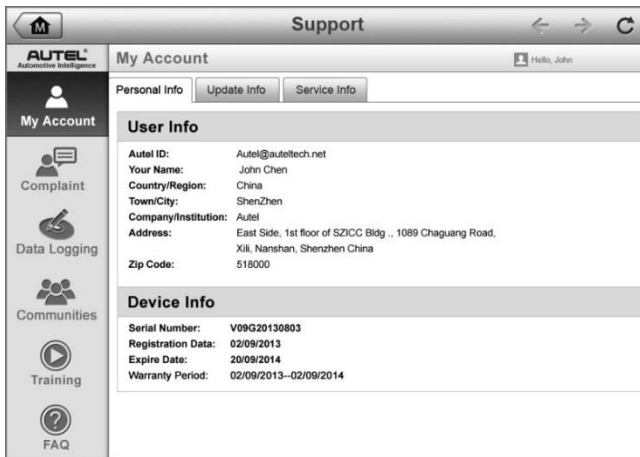 M
Support
AUTEL®
Automotive Intelligence
My Account
Hello, John
Personal Info
Update Info
Service Info
My Account
Complaint
Data Logging
Communities
Training
FAQ
User Info
Autel ID: Autel@auteltech.net
Your Name: John Chen
Country/Region: China
Town/City: ShenZhen
Company/Institution: Autel
Address: East Side, 1st floor of SZICC Bldg ., 1089 Chaguang Road,
Xili, Nanshan, Shenzhen China
Zip Code: 518000
Device Info
Serial Number: V09G20130803
Registration Data: 02/09/2013
Expire Date: 20/09/2014
Warranty Period: 02/09/2013--02/09/2014